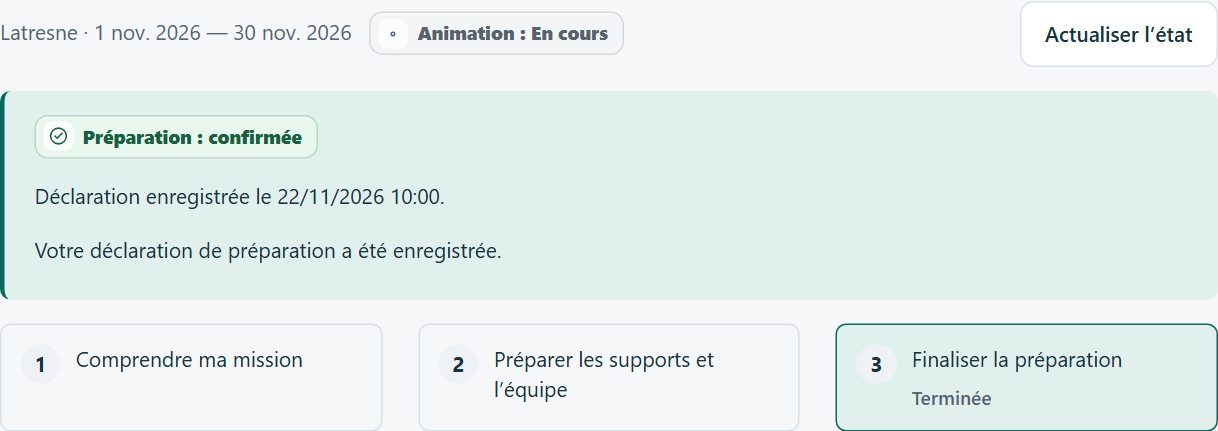 Latresne · 1 nov. 2026 — 30 nov. 2026
Animation : En cours
Actualiser l’état
Préparation : confirmée
Déclaration enregistrée le 22/11/2026 10:00.
Votre déclaration de préparation a été enregistrée.
1 Comprendre ma mission
2 Préparer les supports et
l’équipe
3 Finaliser la préparation
Terminée